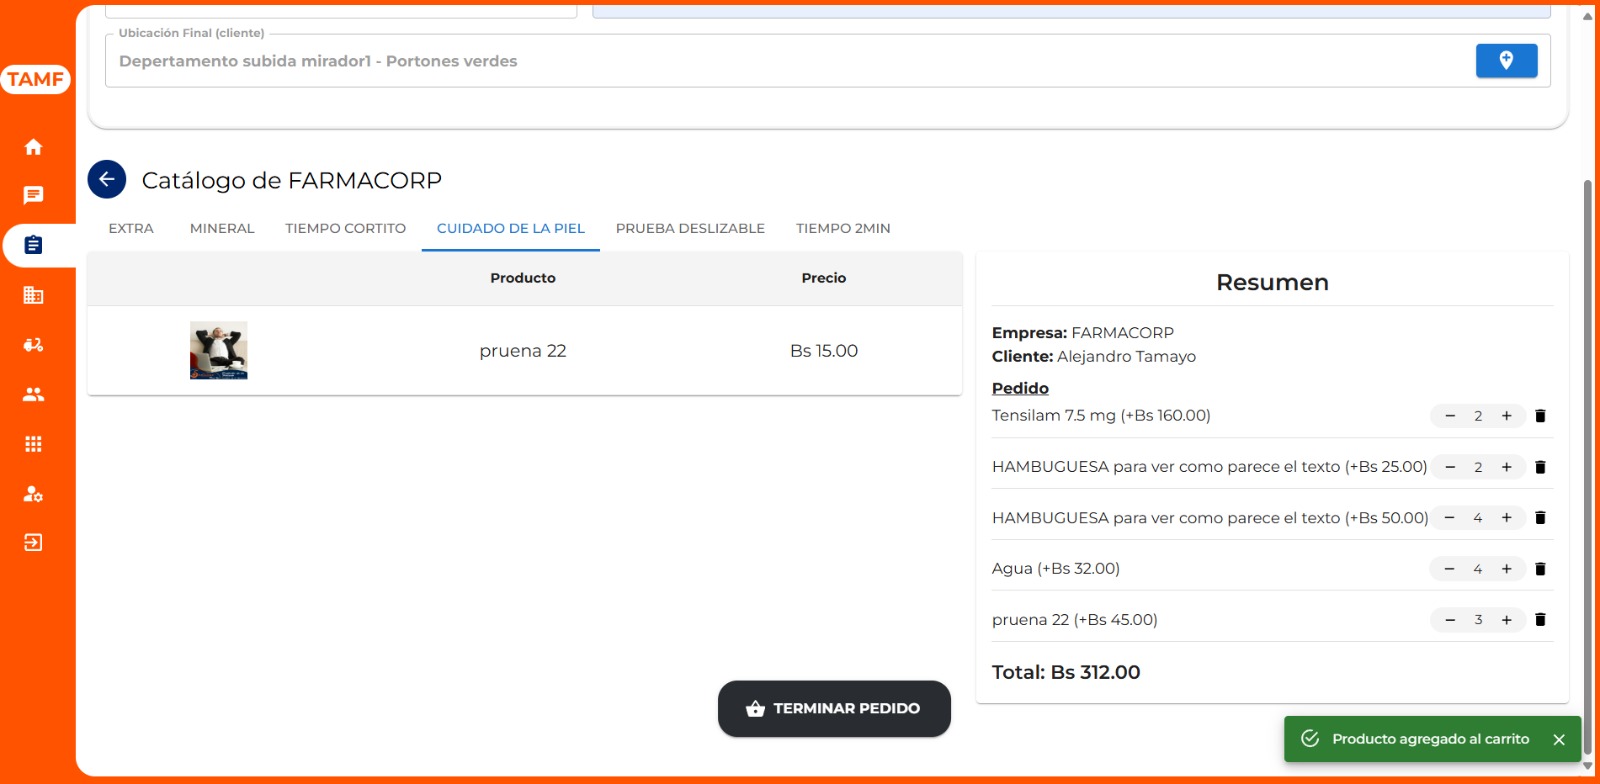 Ubicación Final (cliente)
Depertamento subida mirador1 - Portones verdes
TAMF
Catálogo de FARMACORP
EXTRA MINERAL TIEMPO CORTITO CUIDADO DE LA PIEL PRUEBA DESLIZABLE TIEMPO 2MIN
Producto Precio
pruena 22 Bs 15.00
Resumen
Empresa: FARMACORP
Cliente: Alejandro Tamayo
Pedido
Tensilam 7.5 mg (+Bs 160.00) − 2 +
HAMBUGUESA para ver como parece el texto (+Bs 25.00) − 2 +
HAMBUGUESA para ver como parece el texto (+Bs 50.00) − 4 +
Agua (+Bs 32.00) − 4 +
pruena 22 (+Bs 45.00) − 3 +
Total: Bs 312.00
TERMINAR PEDIDO
Producto agregado al carrito